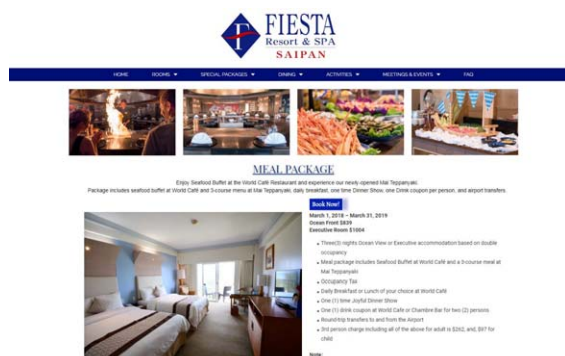 FIESTA
Resort & SPA
SAIPAN
HOME ROOMS SPECIAL PACKAGES DINING ACTIVITIES MEETINGS & EVENTS FAQ
MEAL PACKAGE
Enjoy Seafood Buffet at the World Café Restaurant and experience our newly-opened Mai Teppanyaki.
Package includes seafood buffet at World Café and 3-course menu at Mai Teppanyaki, daily breakfast, one time Dinner Show, one Drink coupon per person, and airport transfers.
Book Now!
March 1, 2018 – March 31, 2019
Ocean Front $839
Executive Room $1004
Three(3) nights Ocean View or Executive accommodation based on double
occupancy
Meal package includes Seafood Buffet at World Café and a 3-course meal at
Mai Teppanyaki
Occupancy Tax
Daily Breakfast or Lunch of your choice at World Café
One (1) time Joyful Dinner Show
One (1) drink coupon at World Cafe or Chambre Bar for two (2) persons
Roundtrip transfers to and from the Airport
3rd person charge including all of the above for adult is $262, and, $97 for
child
Note: